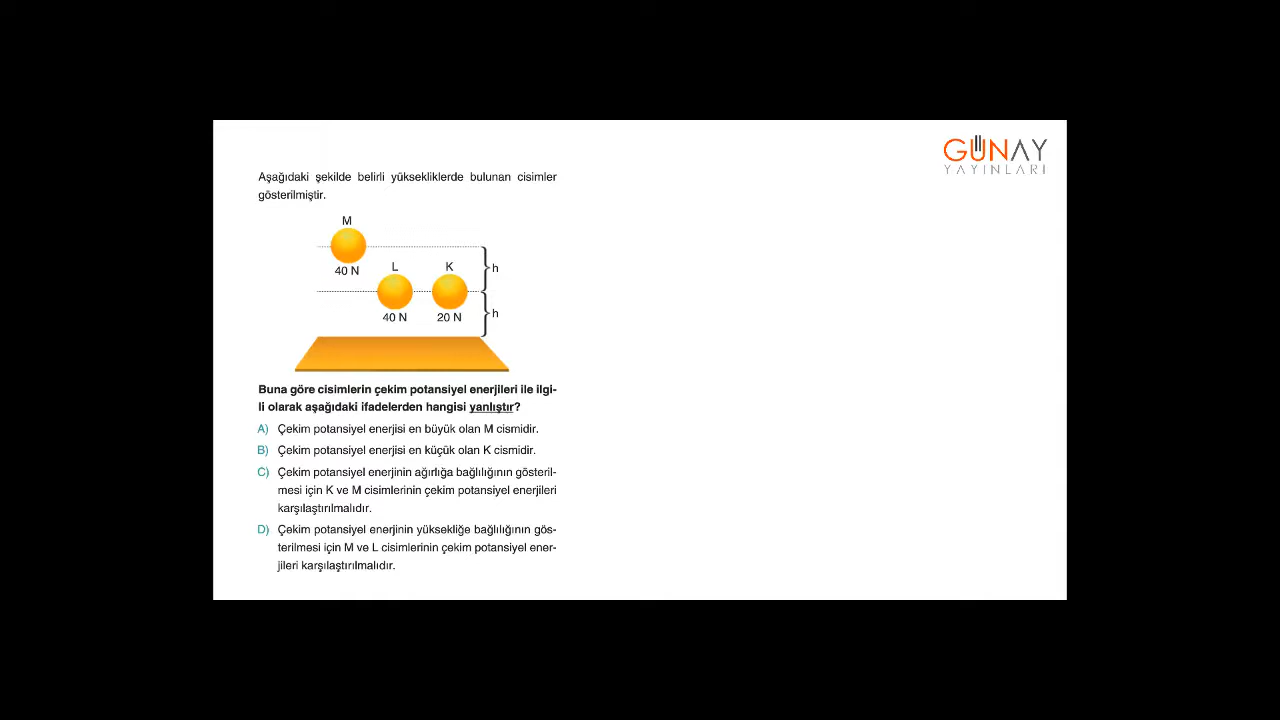 GÜNAY
YAYINLARI
Aşağıdaki şekilde belirli yüksekliklerde bulunan cisimler
gösterilmiştir.
M
40 N
L
40 N
K
20 N
h
h
Buna göre cisimlerin çekim potansiyel enerjileri ile ilgi-
li olarak aşağıdaki ifadelerden hangisi yanlıştır?
A) Çekim potansiyel enerjisi en büyük olan M cismidir.
B) Çekim potansiyel enerjisi en küçük olan K cismidir.
C) Çekim potansiyel enerjinin ağırlığa bağlılığının gösteril-
mesi için K ve M cisimlerinin çekim potansiyel enerjileri
karşılaştırılmalıdır.
D) Çekim potansiyel enerjinin yüksekliğe bağlılığının gös-
terilmesi için M ve L cisimlerinin çekim potansiyel ener-
jileri karşılaştırılmalıdır.